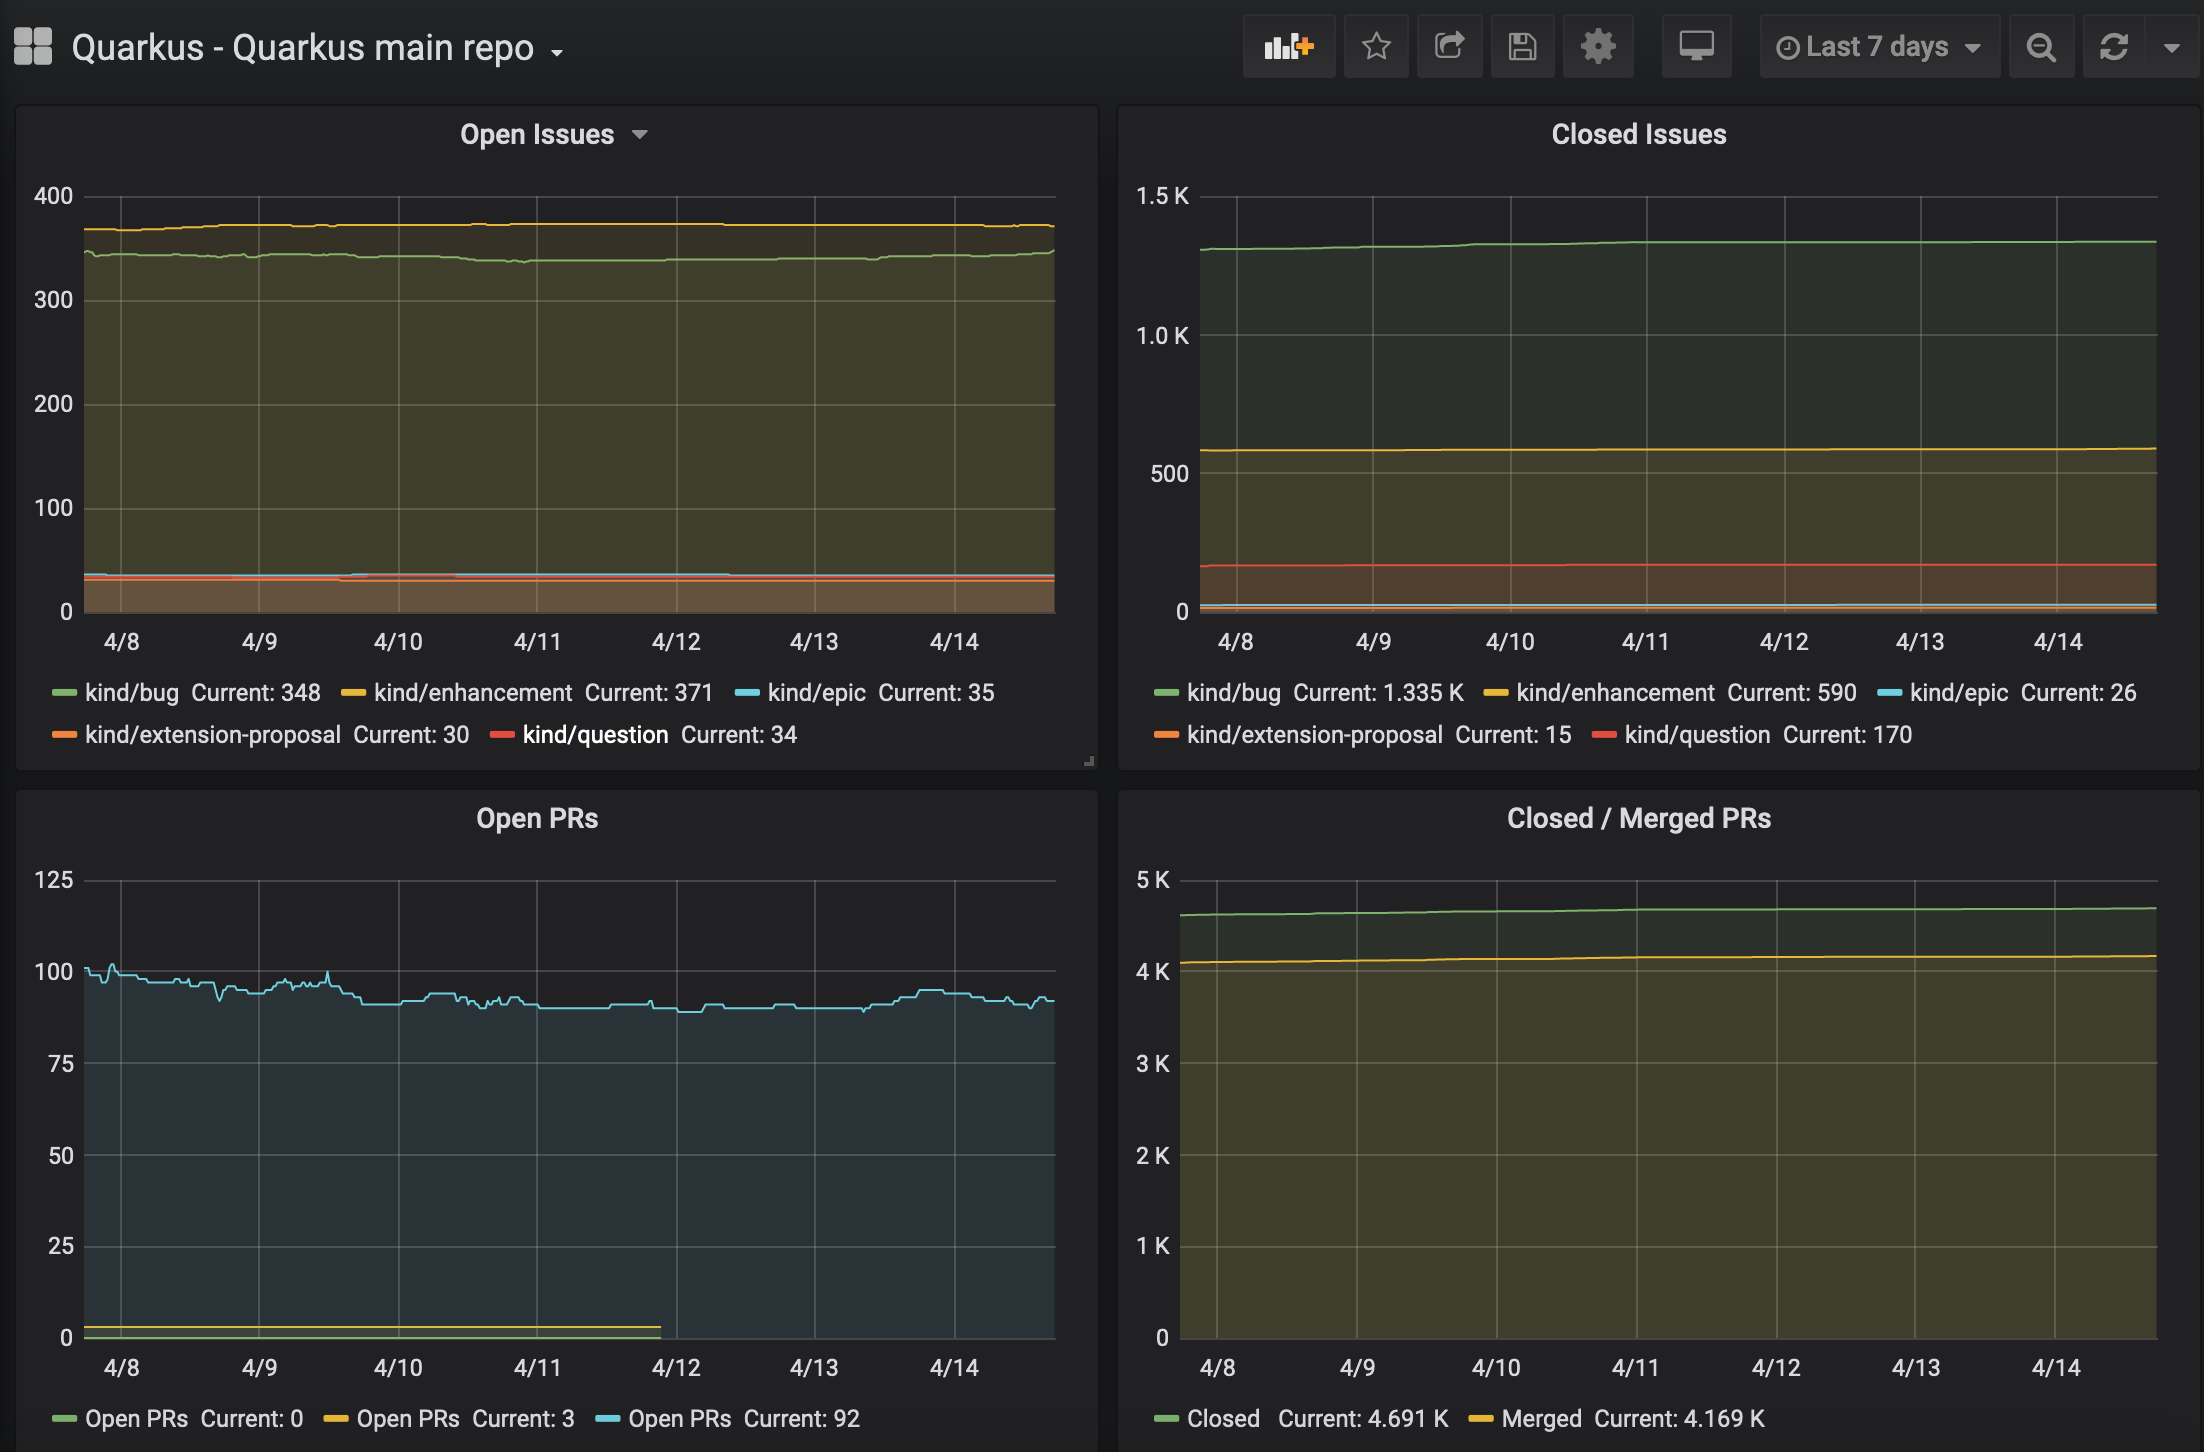 Quarkus - Quarkus main repo
Last 7 days
Open Issues
400
300
200
100
0
4/8 4/9 4/10 4/11 4/12 4/13 4/14
kind/bug Current: 348 kind/enhancement Current: 371 kind/epic Current: 35
kind/extension-proposal Current: 30 kind/question Current: 34
Closed Issues
1.5 K
1.0 K
500
0
4/8 4/9 4/10 4/11 4/12 4/13 4/14
kind/bug Current: 1.335 K kind/enhancement Current: 590 kind/epic Current: 26
kind/extension-proposal Current: 15 kind/question Current: 170
Open PRs
125
100
75
50
25
0
4/8 4/9 4/10 4/11 4/12 4/13 4/14
Open PRs Current: 0 Open PRs Current: 3 Open PRs Current: 92
Closed / Merged PRs
5 K
4 K
3 K
2 K
1 K
0
4/8 4/9 4/10 4/11 4/12 4/13 4/14
Closed Current: 4.691 K Merged Current: 4.169 K